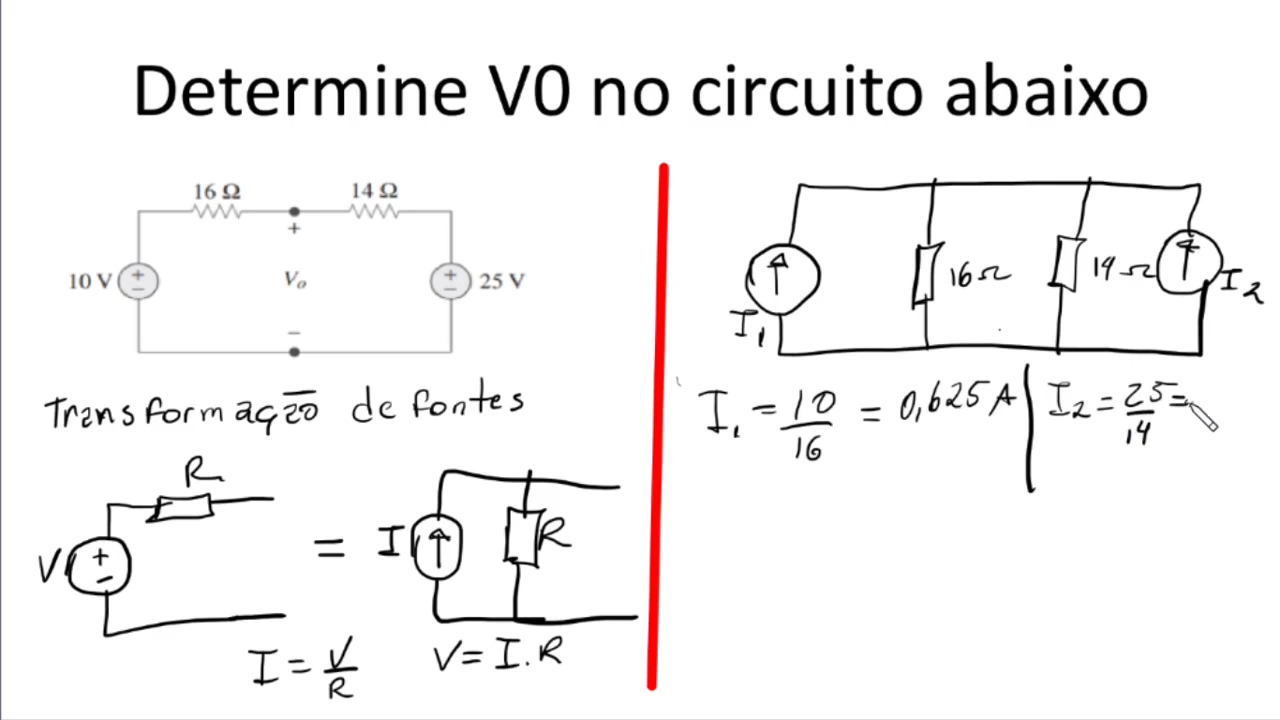 Determine V0 no circuito abaixo
16 Ω 14 Ω
+
10 V + − Vo + − 25 V
−
Transformação de fontes
R
V + − = I R
I = V/R V = I.R
16Ω 14Ω
I1 I2
I1 = 10/16 = 0,625 A I2 = 25/14 =